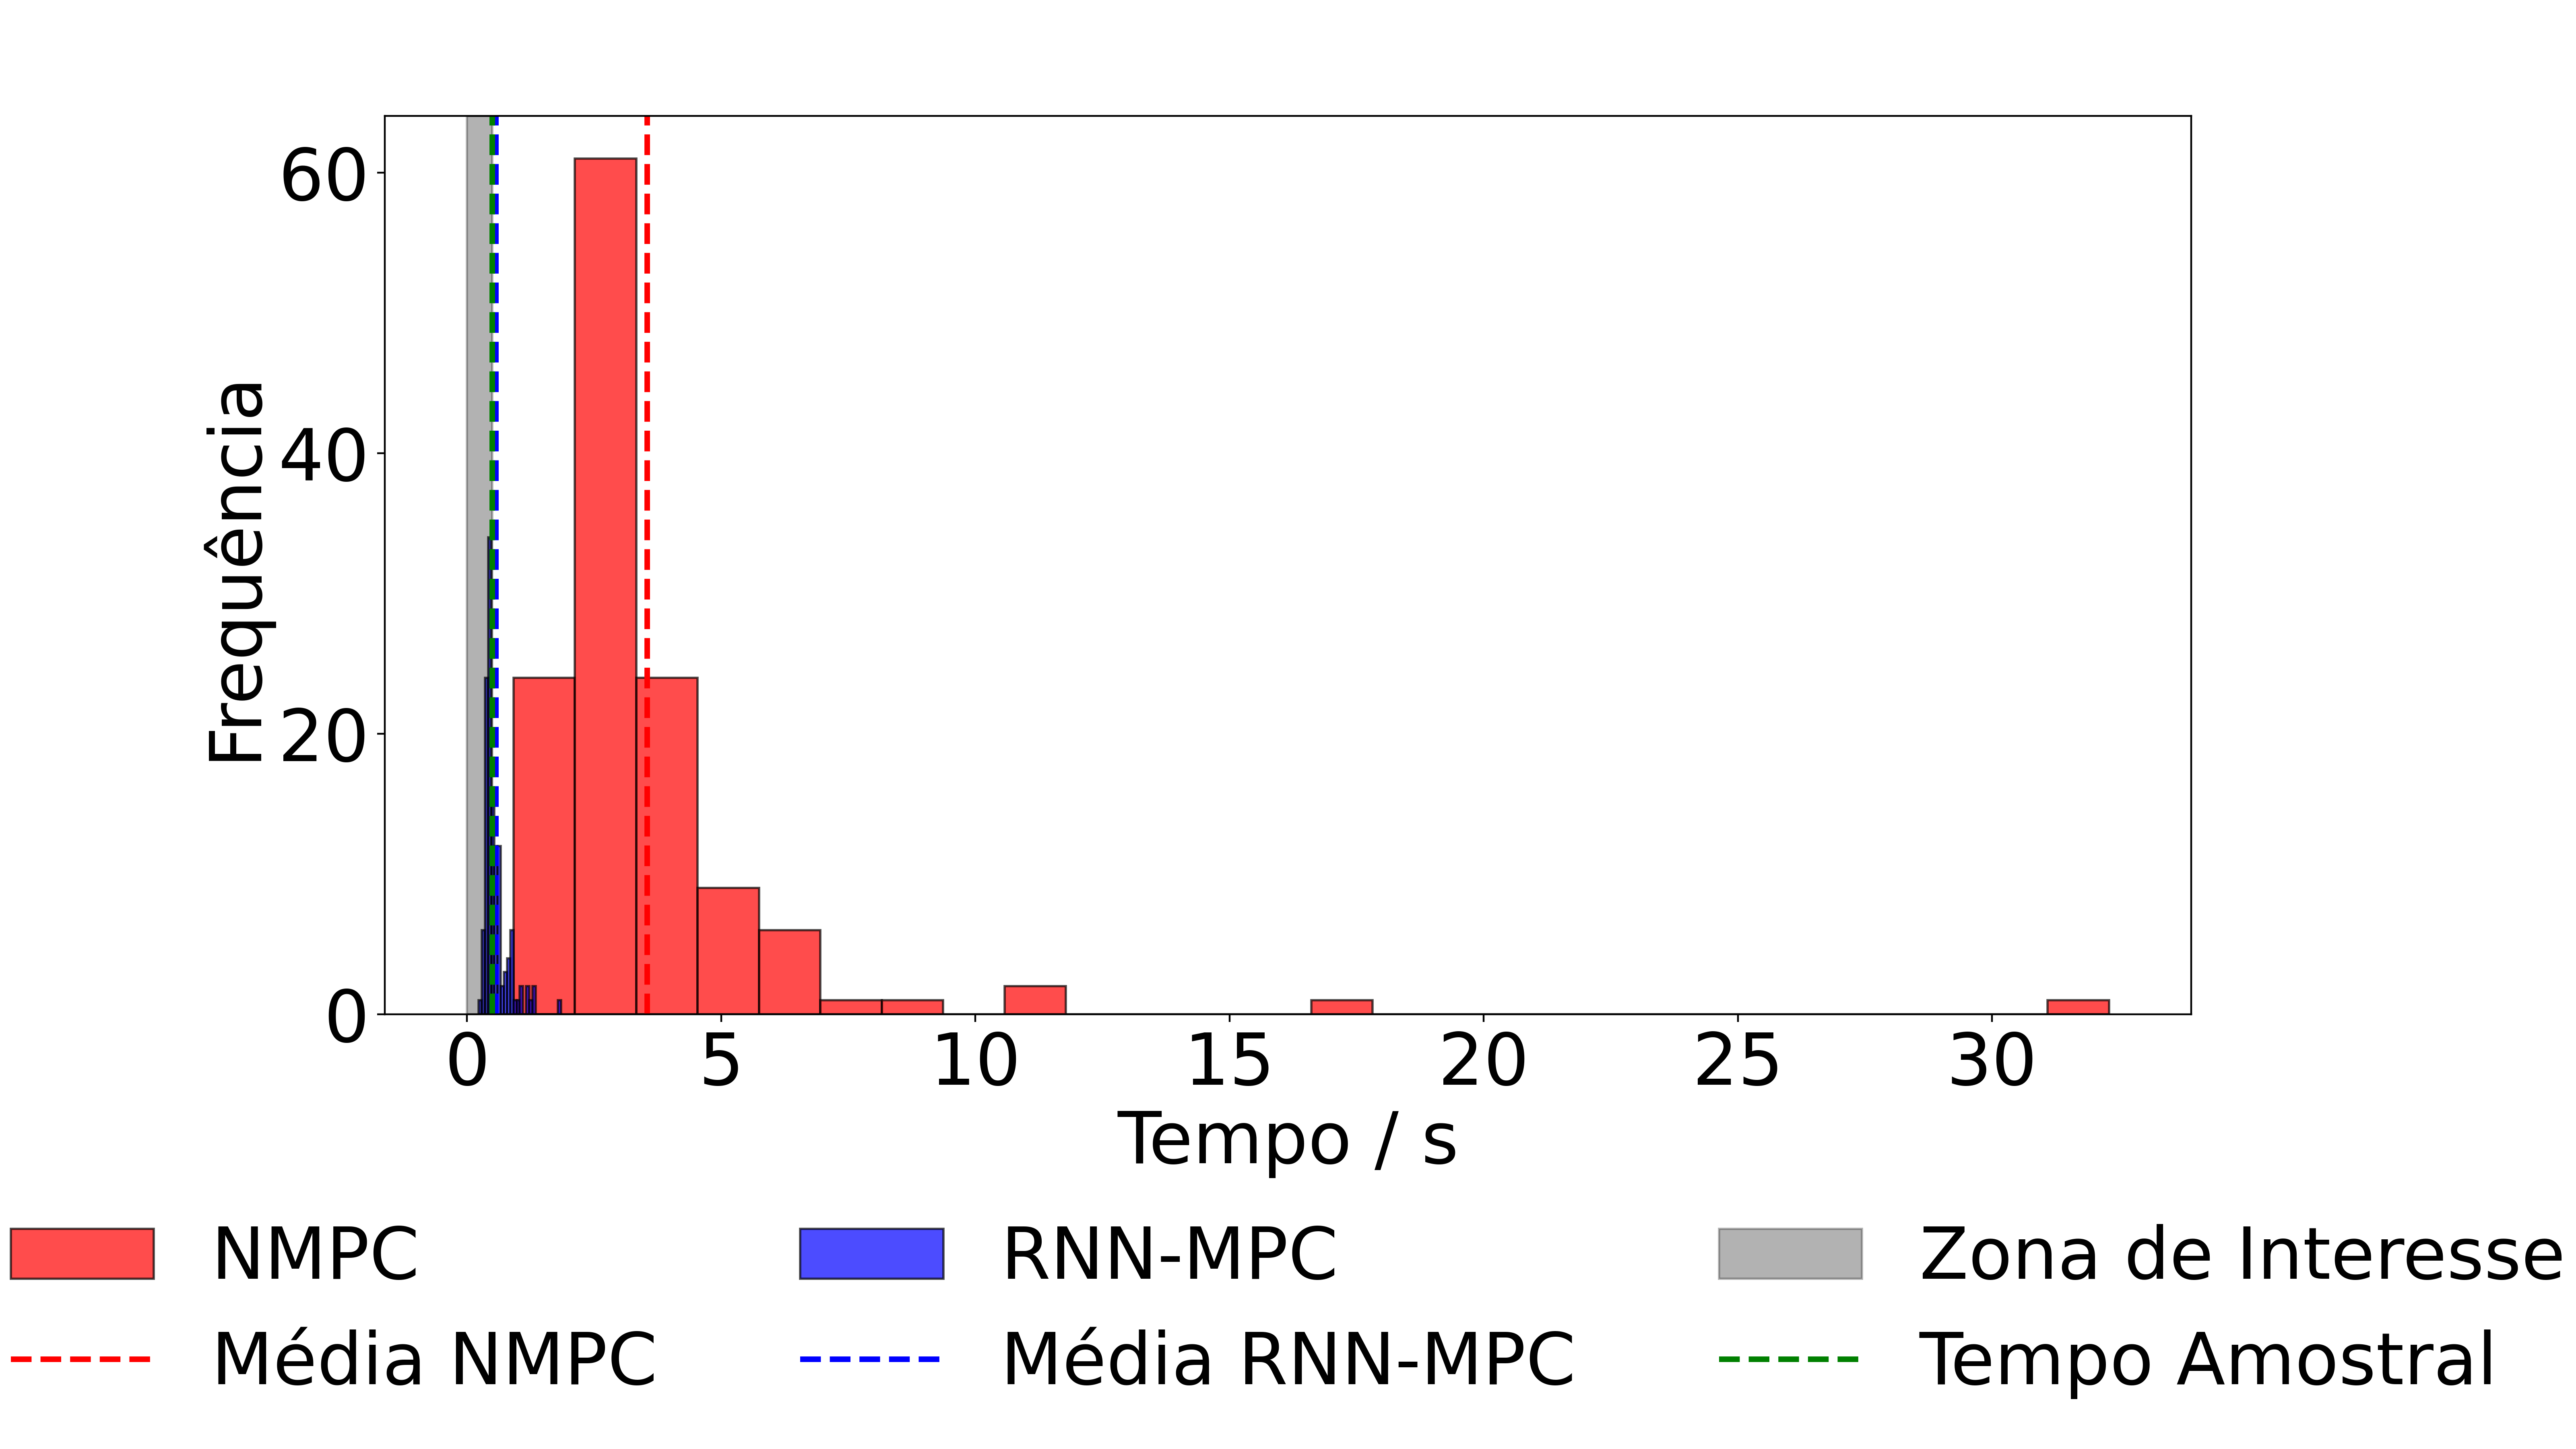 Frequência
60
40
20
0
0 5 10 15 20 25 30
Tempo / s
NMPC RNN-MPC Zona de Interesse
Média NMPC Média RNN-MPC Tempo Amostral